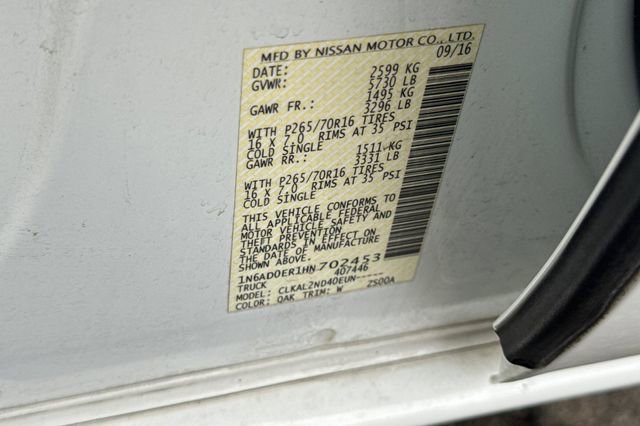 MFD BY NISSAN MOTOR CO., LTD.
DATE: 09/16
GVWR: 2599 KG
5730 LB
GAWR FR.: 1495 KG
3296 LB
WITH P265/70R16 TIRES
16 X 7.0 RIMS AT 35 PSI
COLD SINGLE
GAWR RR.: 1511 KG
3331 LB
WITH P265/70R16 TIRES
16 X 7.0 RIMS AT 35 PSI
COLD SINGLE
THIS VEHICLE CONFORMS TO
ALL APPLICABLE FEDERAL
MOTOR VEHICLE SAFETY AND
THEFT PREVENTION
STANDARDS IN EFFECT ON
THE DATE OF MANUFACTURE
SHOWN ABOVE.
1N6AD0ER1HN702453
TRUCK 407446
MODEL: CLKAL2ND40EUN-----
COLOR: QAK TRIM: W ZS00A